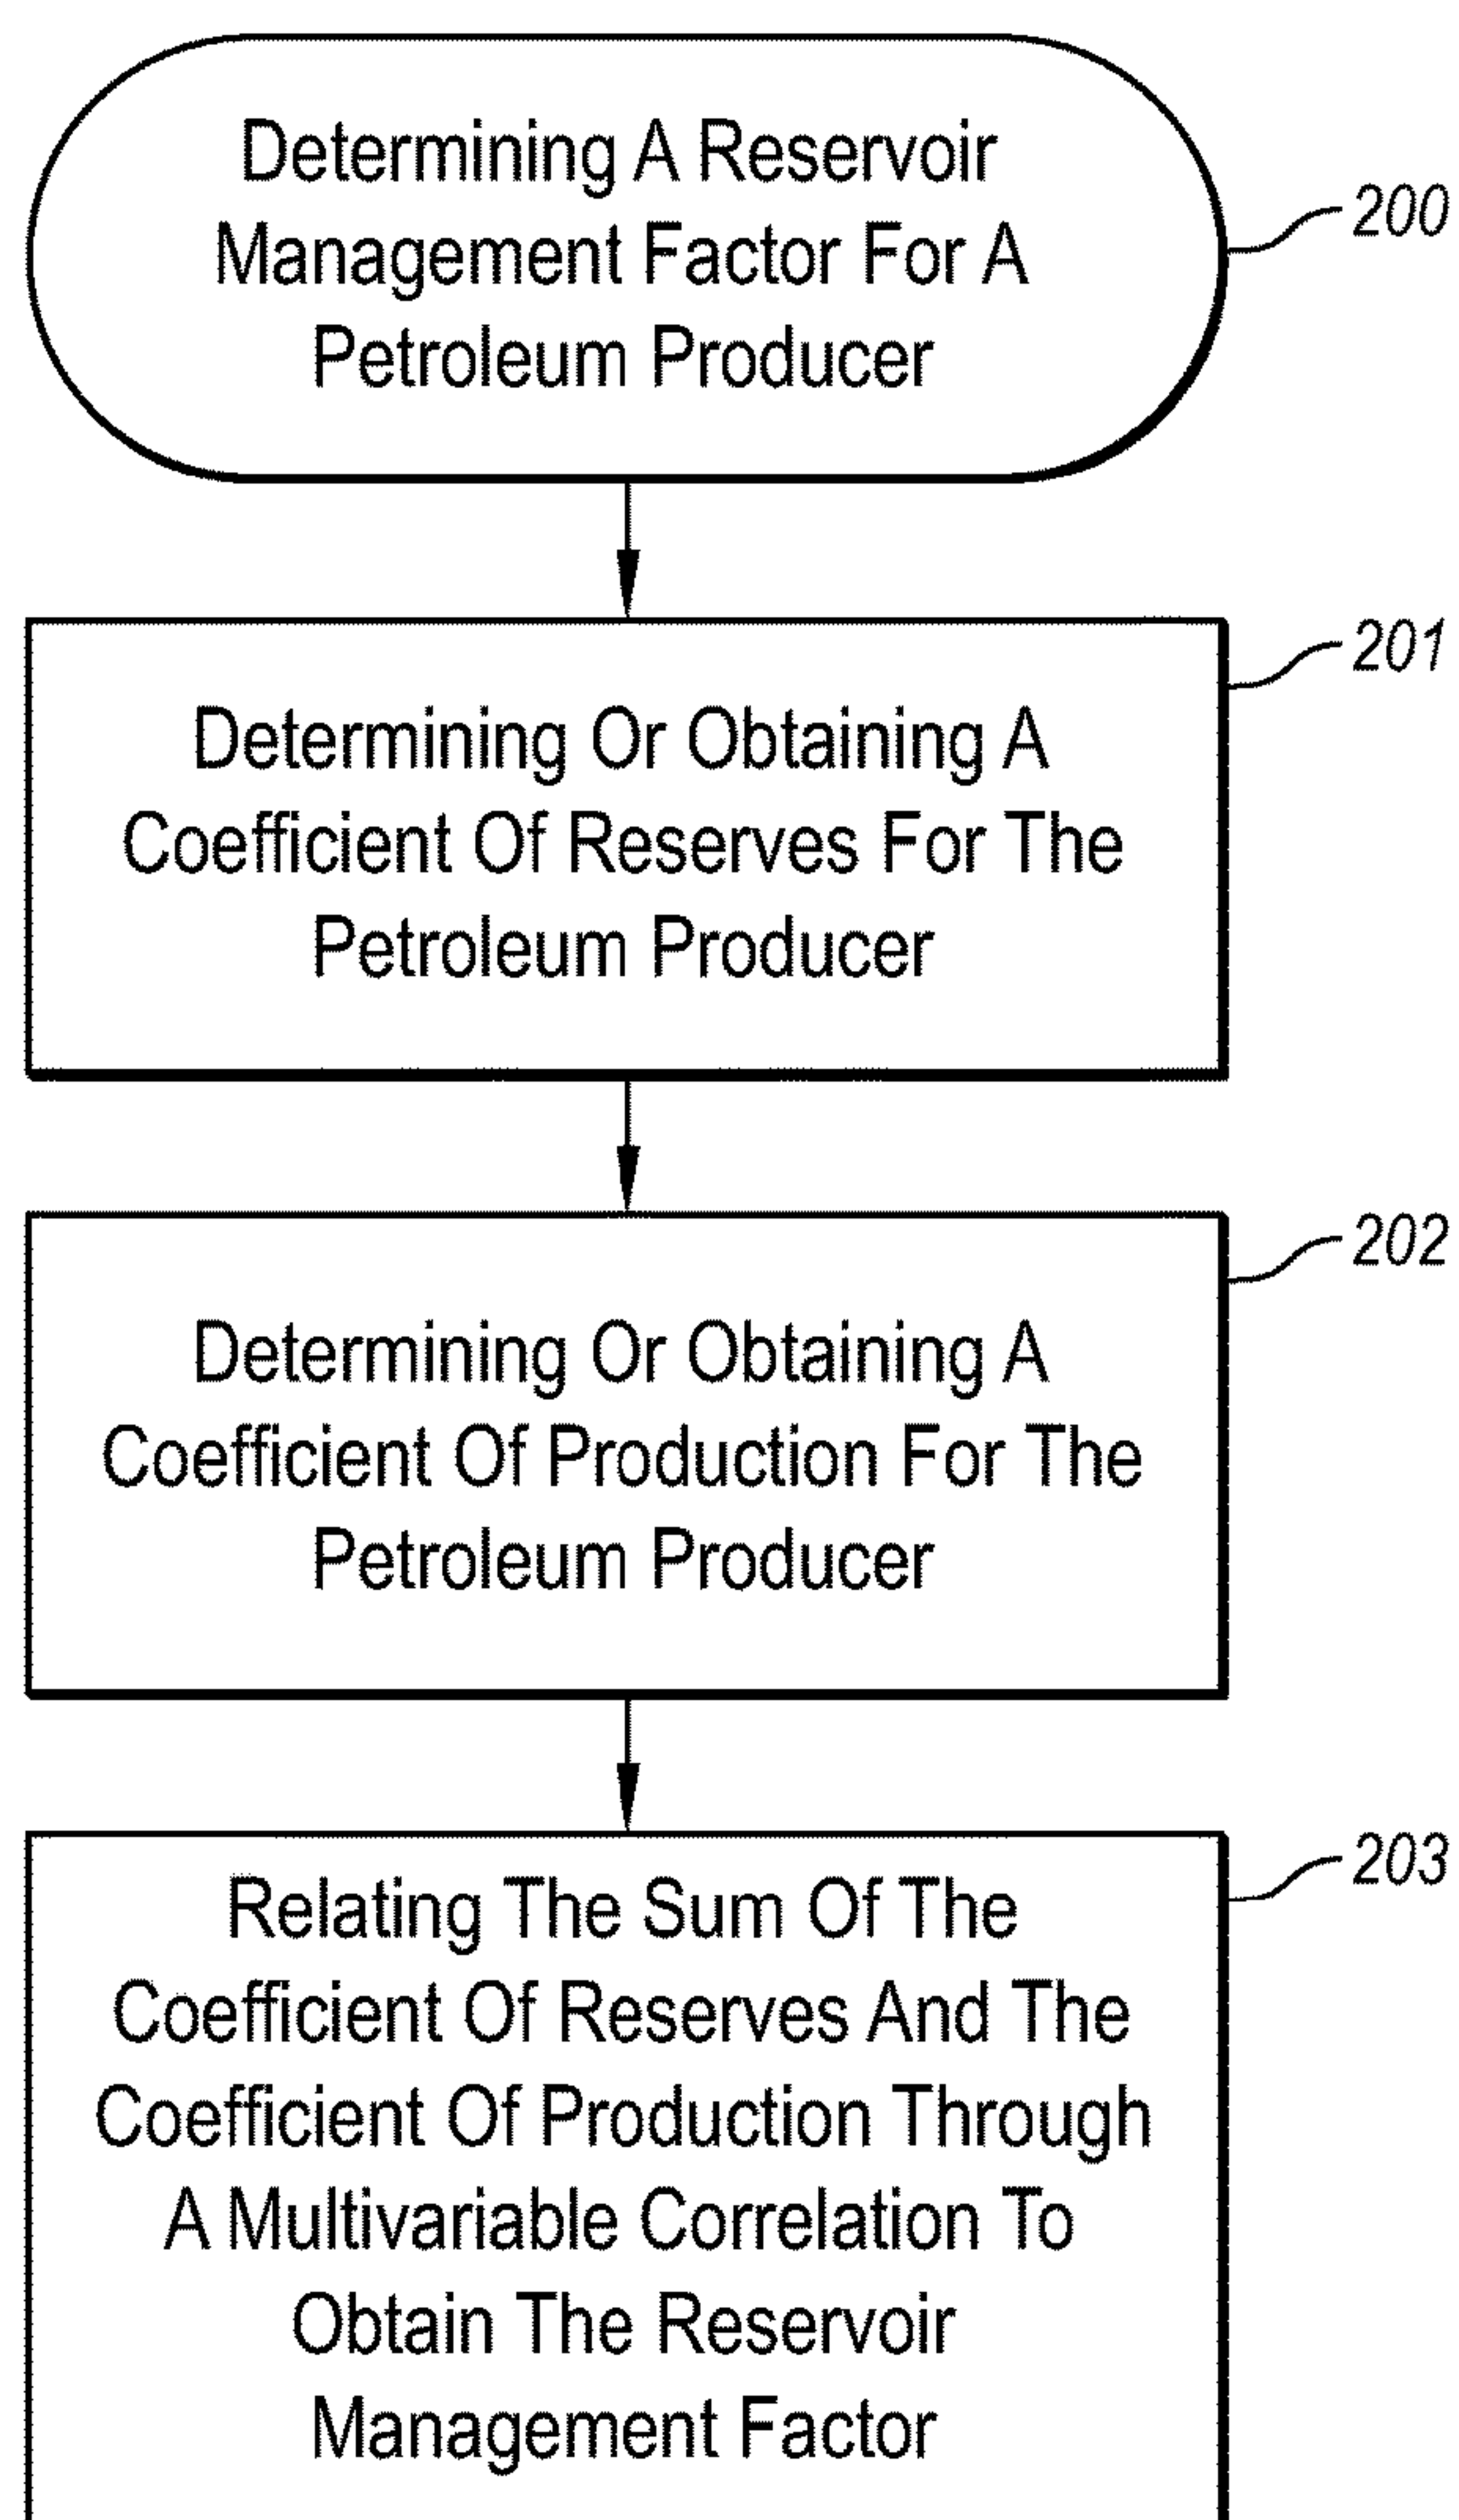 Determining A Reservoir
Management Factor For A
Petroleum Producer
200
Determining Or Obtaining A
Coefficient Of Reserves For The
Petroleum Producer
201
Determining Or Obtaining A
Coefficient Of Production For The
Petroleum Producer
202
Relating The Sum Of The
Coefficient Of Reserves And The
Coefficient Of Production Through
A Multivariable Correlation To
Obtain The Reservoir
Management Factor
203